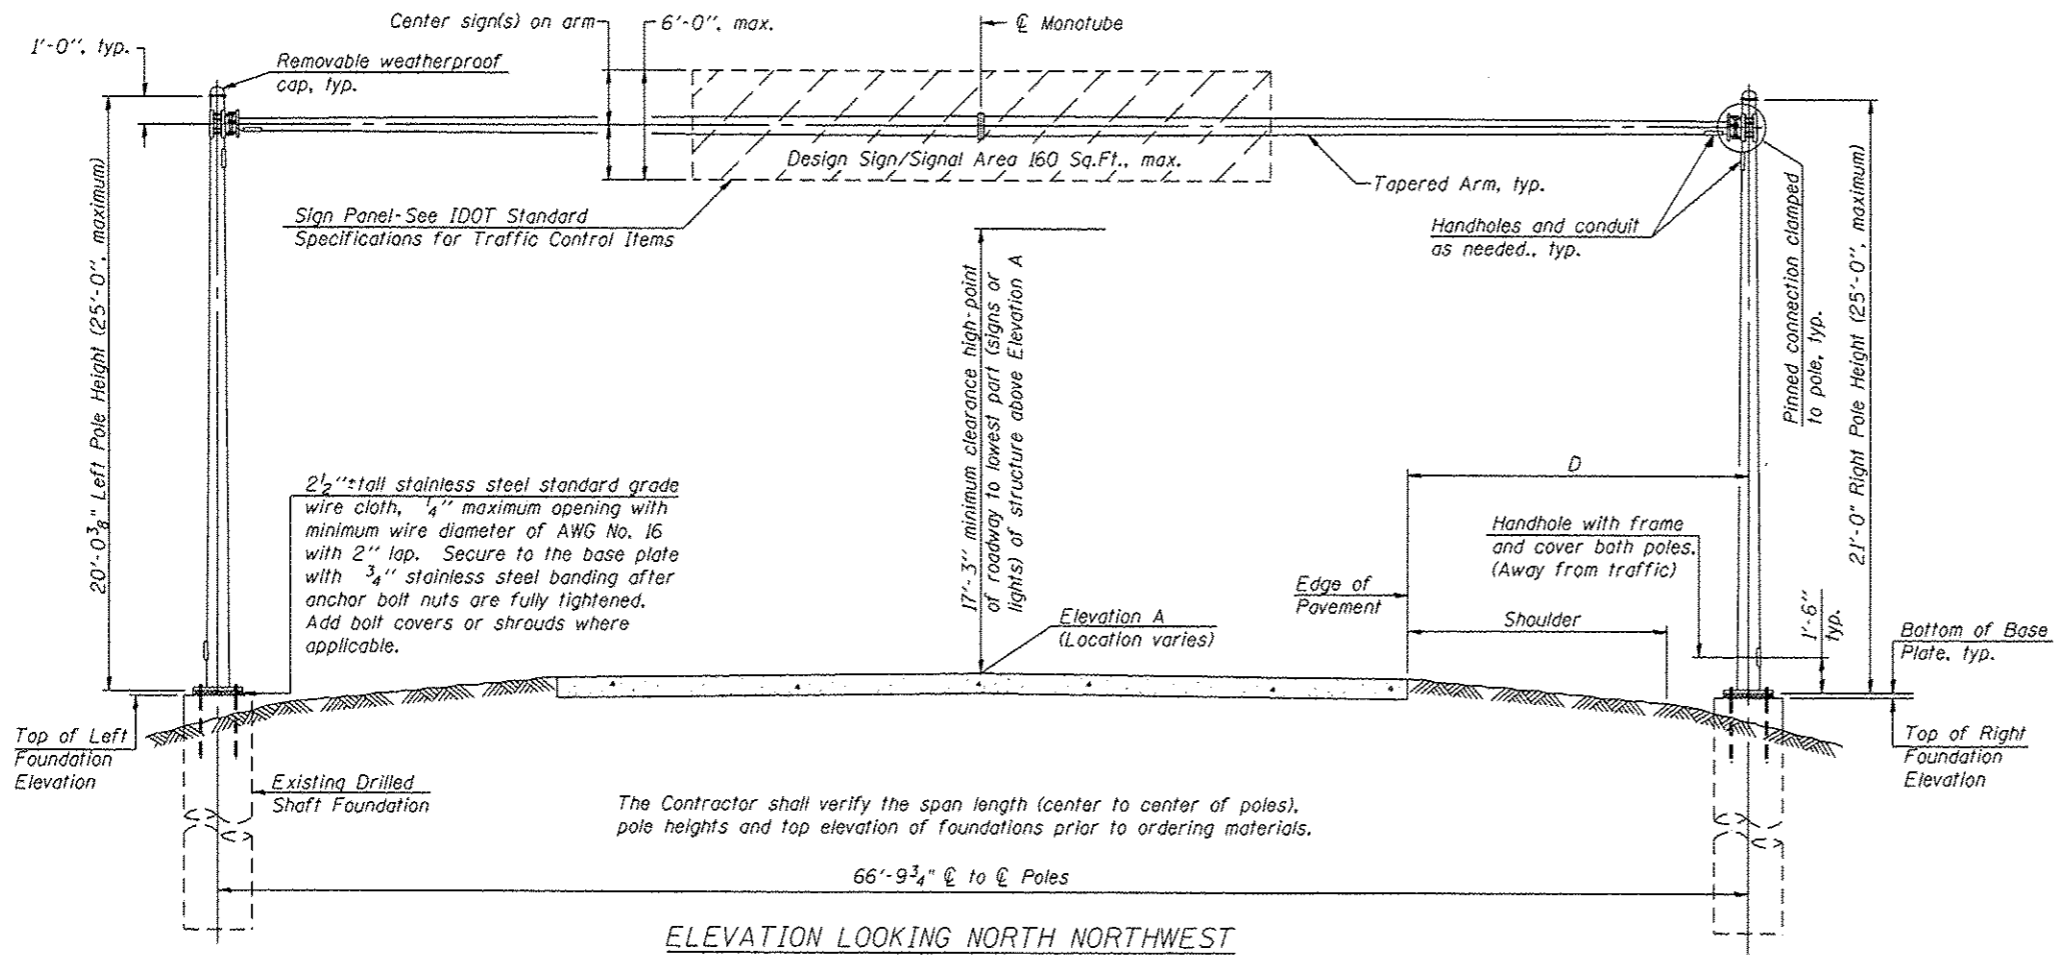 Center sign(s) on arm
6'-0", max.
℄ Monotube
1'-0", typ.
Removable weatherproof
cap, typ.
Design Sign/Signal Area 160 Sq.Ft., max.
Tapered Arm, typ.
Sign Panel-See IDOT Standard
Specifications for Traffic Control Items
Handholes and conduit
as needed., typ.
Pinned connection clamped
to pole, typ.
20'-0 3/8" Left Pole Height (25'-0", maximum)
21'-0" Right Pole Height (25'-0", maximum)
17'-3" minimum clearance high-point
of roadway to lowest part (signs or
lights) of structure above Elevation A
2 1/2"± tall stainless steel standard grade
wire cloth, 1/4" maximum opening with
minimum wire diameter of AWG No. 16
with 2" lap. Secure to the base plate
with 3/4" stainless steel banding after
anchor bolt nuts are fully tightened.
Add bolt covers or shrouds where
applicable.
D
Handhole with frame
and cover both poles.
(Away from traffic)
Edge of
Pavement
Shoulder
1'-6"
typ.
Elevation A
(Location varies)
Bottom of Base
Plate, typ.
Top of Left
Foundation
Elevation
Top of Right
Foundation
Elevation
Existing Drilled
Shaft Foundation
The Contractor shall verify the span length (center to center of poles),
pole heights and top elevation of foundations prior to ordering materials.
66'-9 3/4" ℄ to ℄ Poles
ELEVATION LOOKING NORTH NORTHWEST